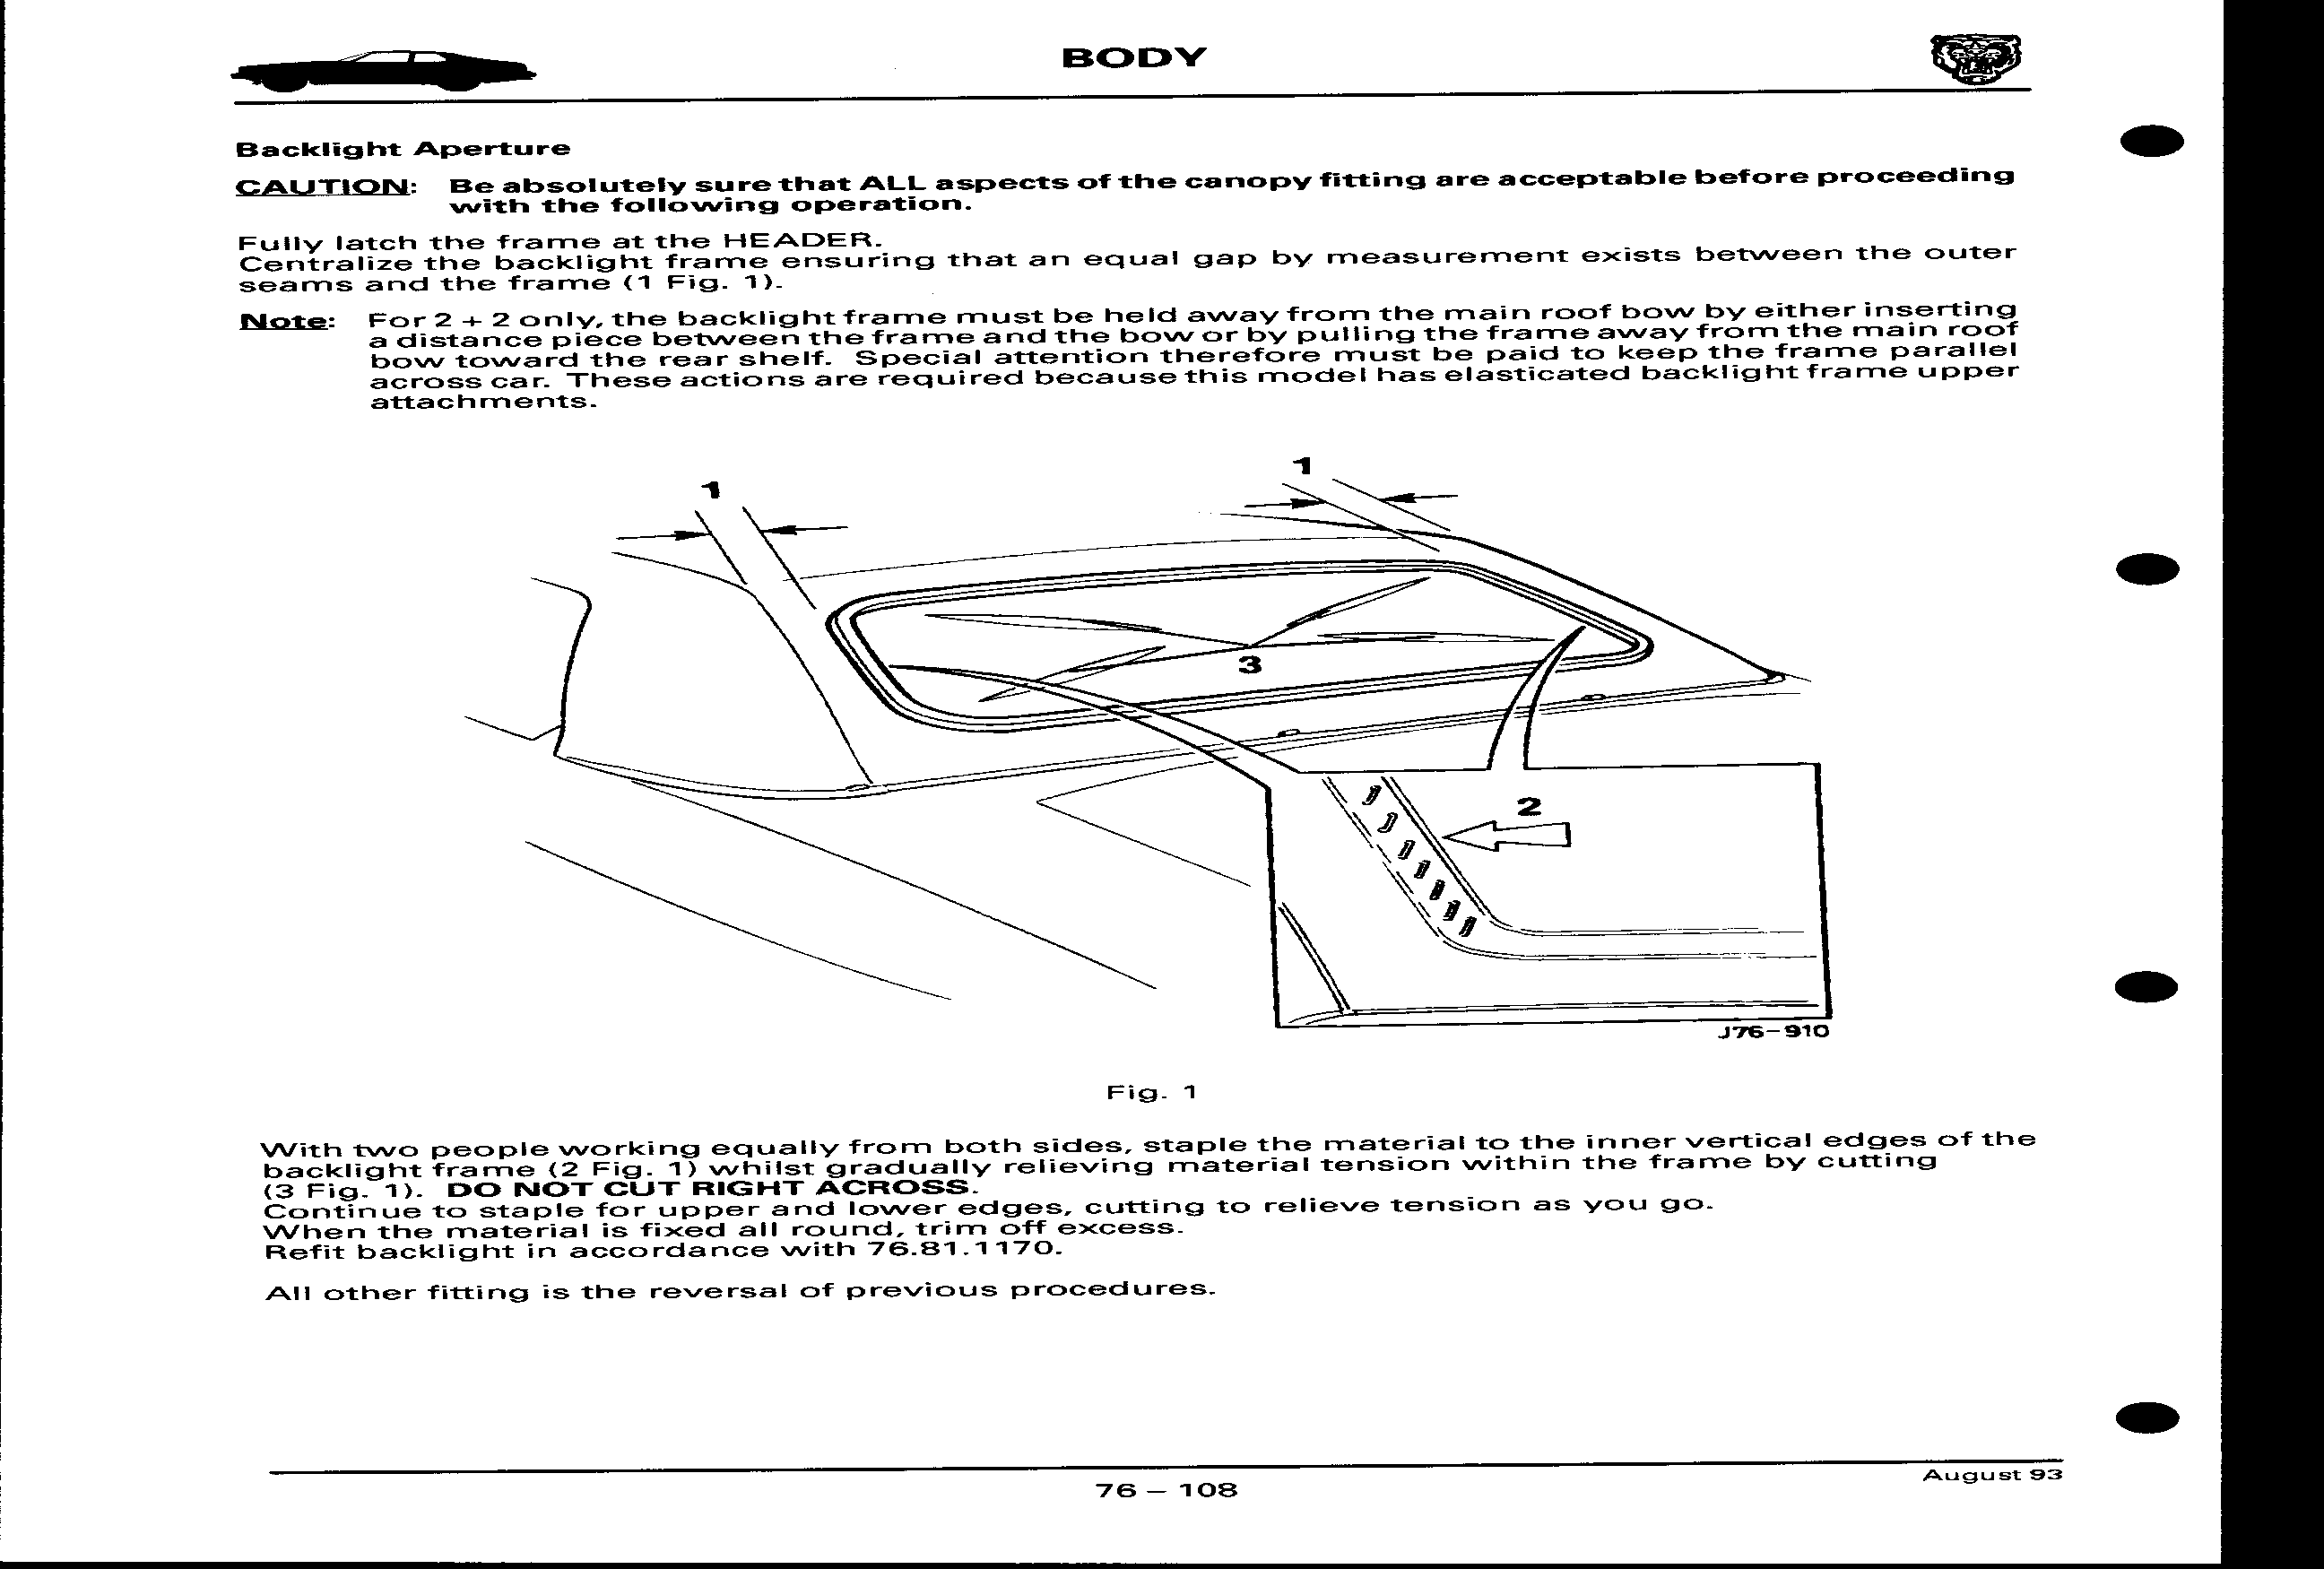 BODY
Backlight Aperture
CAUTION: Be absolutely sure that ALL aspects of the canopy fitting are acceptable before proceeding
with the following operation.
Fully latch the frame at the HEADER.
Centralize the backlight frame ensuring that an equal gap by measurement exists between the outer
seams and the frame (1 Fig. 1).
Note: For 2 + 2 only, the backlight frame must be held away from the main roof bow by either inserting
a distance piece between the frame and the bow or by pulling the frame away from the main roof
bow toward the rear shelf. Special attention therefore must be paid to keep the frame parallel
across car. These actions are required because this model has elasticated backlight frame upper
attachments.
1
1
3
2
J76-910
Fig. 1
With two people working equally from both sides, staple the material to the inner vertical edges of the
backlight frame (2 Fig. 1) whilst gradually relieving material tension within the frame by cutting
(3 Fig. 1). DO NOT CUT RIGHT ACROSS.
Continue to staple for upper and lower edges, cutting to relieve tension as you go.
When the material is fixed all round, trim off excess.
Refit backlight in accordance with 76.81.1170.
All other fitting is the reversal of previous procedures.
August 93
76 – 108